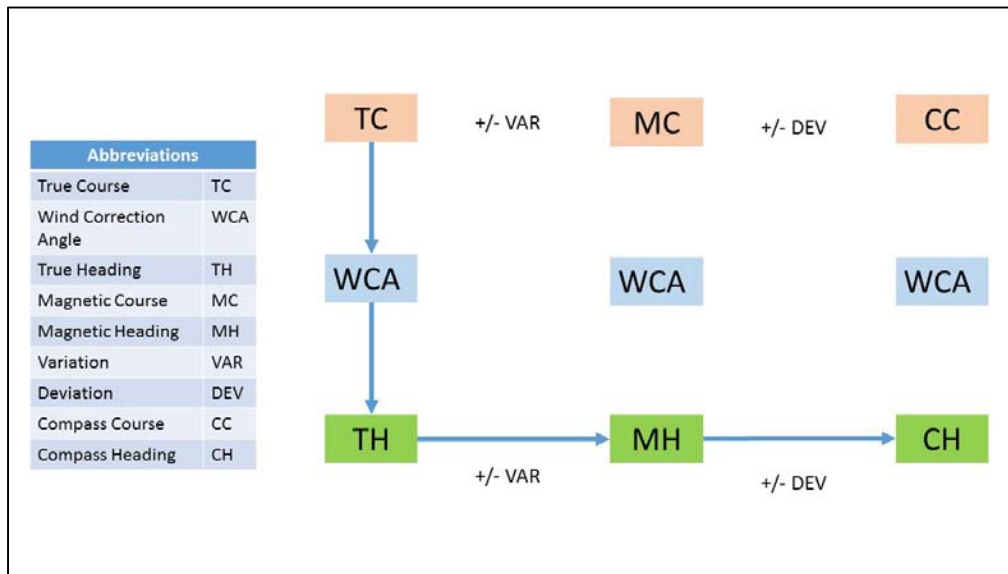 TC
+/- VAR
MC
+/- DEV
CC
Abbreviations
True Course TC
Wind Correction WCA
Angle
True Heading TH
Magnetic Course MC
Magnetic Heading MH
Variation VAR
Deviation DEV
Compass Course CC
Compass Heading CH
WCA
WCA
WCA
TH
MH
CH
+/- VAR
+/- DEV